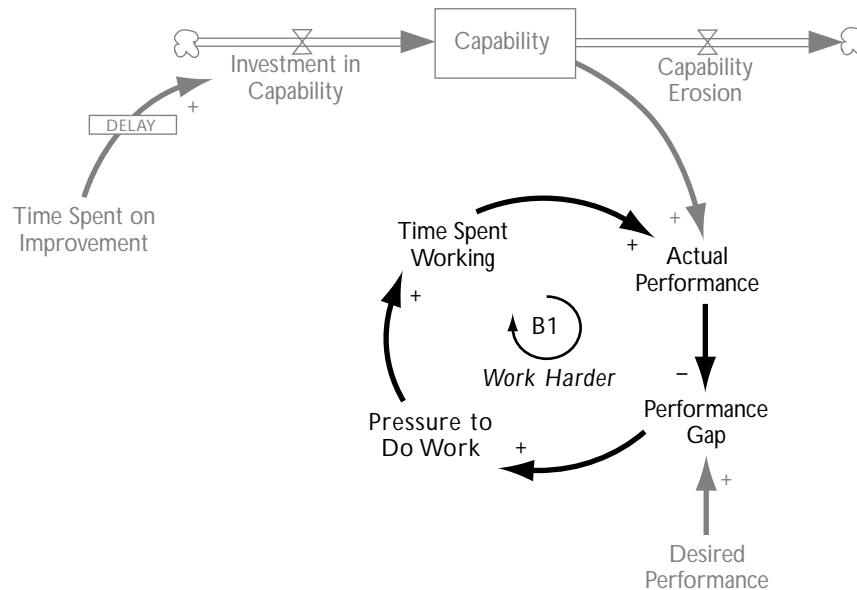 Capability
Investment in
Capability
Capability
Erosion
+
DELAY
Time Spent on
Improvement
Time Spent
Working
+
+
Actual
Performance
+
B1
Work Harder
–
Performance
Gap
Pressure to
Do Work
+
+
Desired
Performance